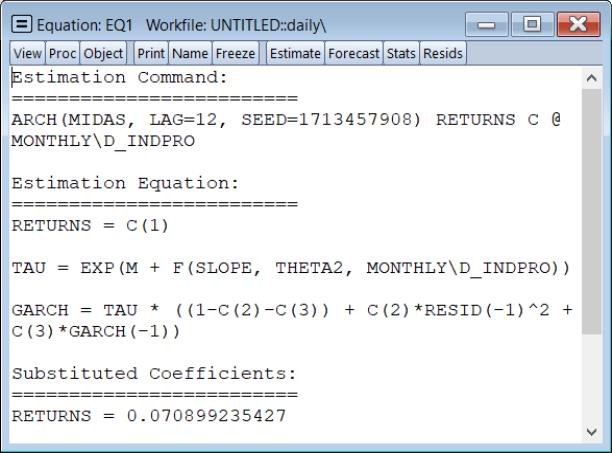 Equation: EQ1 Workfile: UNTITLED::daily\
View Proc Object Print Name Freeze Estimate Forecast Stats Resids
Estimation Command:
=========================
ARCH(MIDAS, LAG=12, SEED=1713457908) RETURNS C @
MONTHLY\D_INDPRO
Estimation Equation:
=========================
RETURNS = C(1)
TAU = EXP(M + F(SLOPE, THETA2, MONTHLY\D_INDPRO))
GARCH = TAU * ((1-C(2)-C(3)) + C(2)*RESID(-1)^2 +
C(3)*GARCH(-1))
Substituted Coefficients:
=========================
RETURNS = 0.070899235427